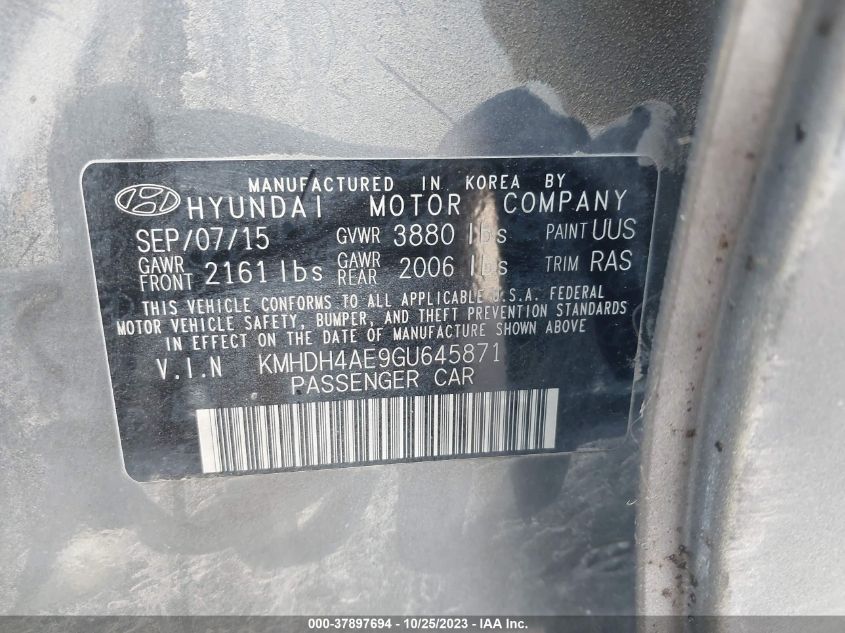 MANUFACTURED IN KOREA BY
HYUNDAI MOTOR COMPANY
SEP/07/15 GVWR 3880 lbs PAINT UUS
GAWR FRONT 2161 lbs GAWR REAR 2006 lbs TRIM RAS
THIS VEHICLE CONFORMS TO ALL APPLICABLE U.S.A. FEDERAL
MOTOR VEHICLE SAFETY, BUMPER, AND THEFT PREVENTION STANDARDS
IN EFFECT ON THE DATE OF MANUFACTURE SHOWN ABOVE
V.I.N KMHDH4AE9GU645871
PASSENGER CAR
000-37897694 - 10/25/2023 - IAA Inc.